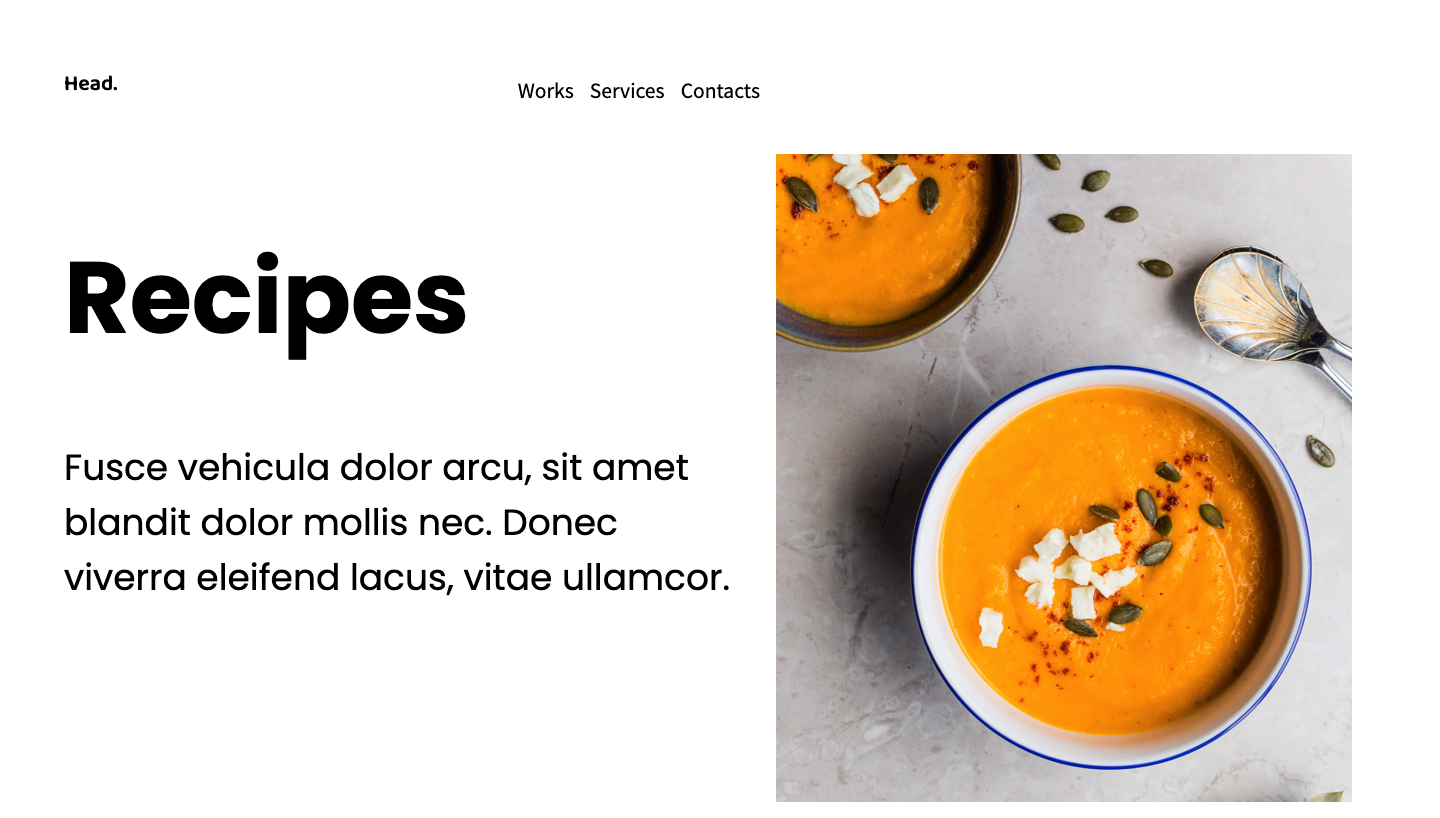 Head.
Works Services Contacts
Recipes
Fusce vehicula dolor arcu, sit amet
blandit dolor mollis nec. Donec
viverra eleifend lacus, vitae ullamcor.